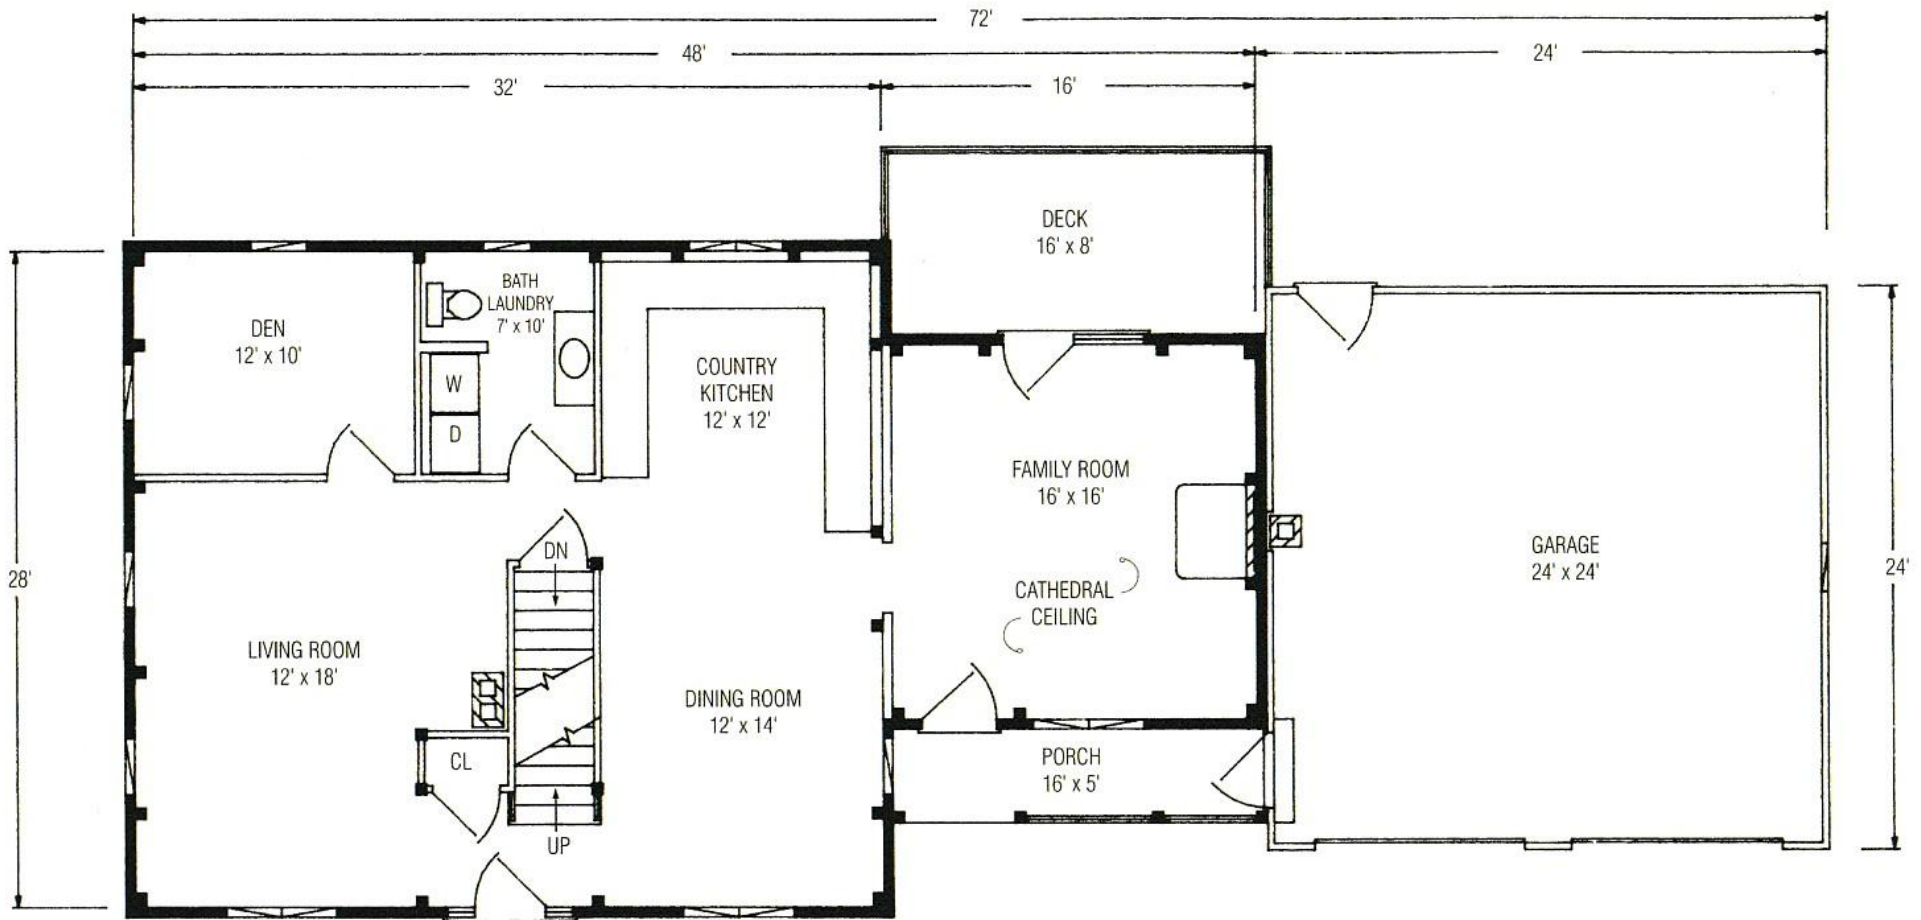 72'
48'
24'
32'
16'
DECK
16' x 8'
BATH
LAUNDRY
7' x 10'
DEN
12' x 10'
W
D
COUNTRY
KITCHEN
12' x 12'
FAMILY ROOM
16' x 16'
CATHEDRAL
CEILING
GARAGE
24' x 24'
28'
24'
DN
LIVING ROOM
12' x 18'
DINING ROOM
12' x 14'
CL
UP
PORCH
16' x 5'